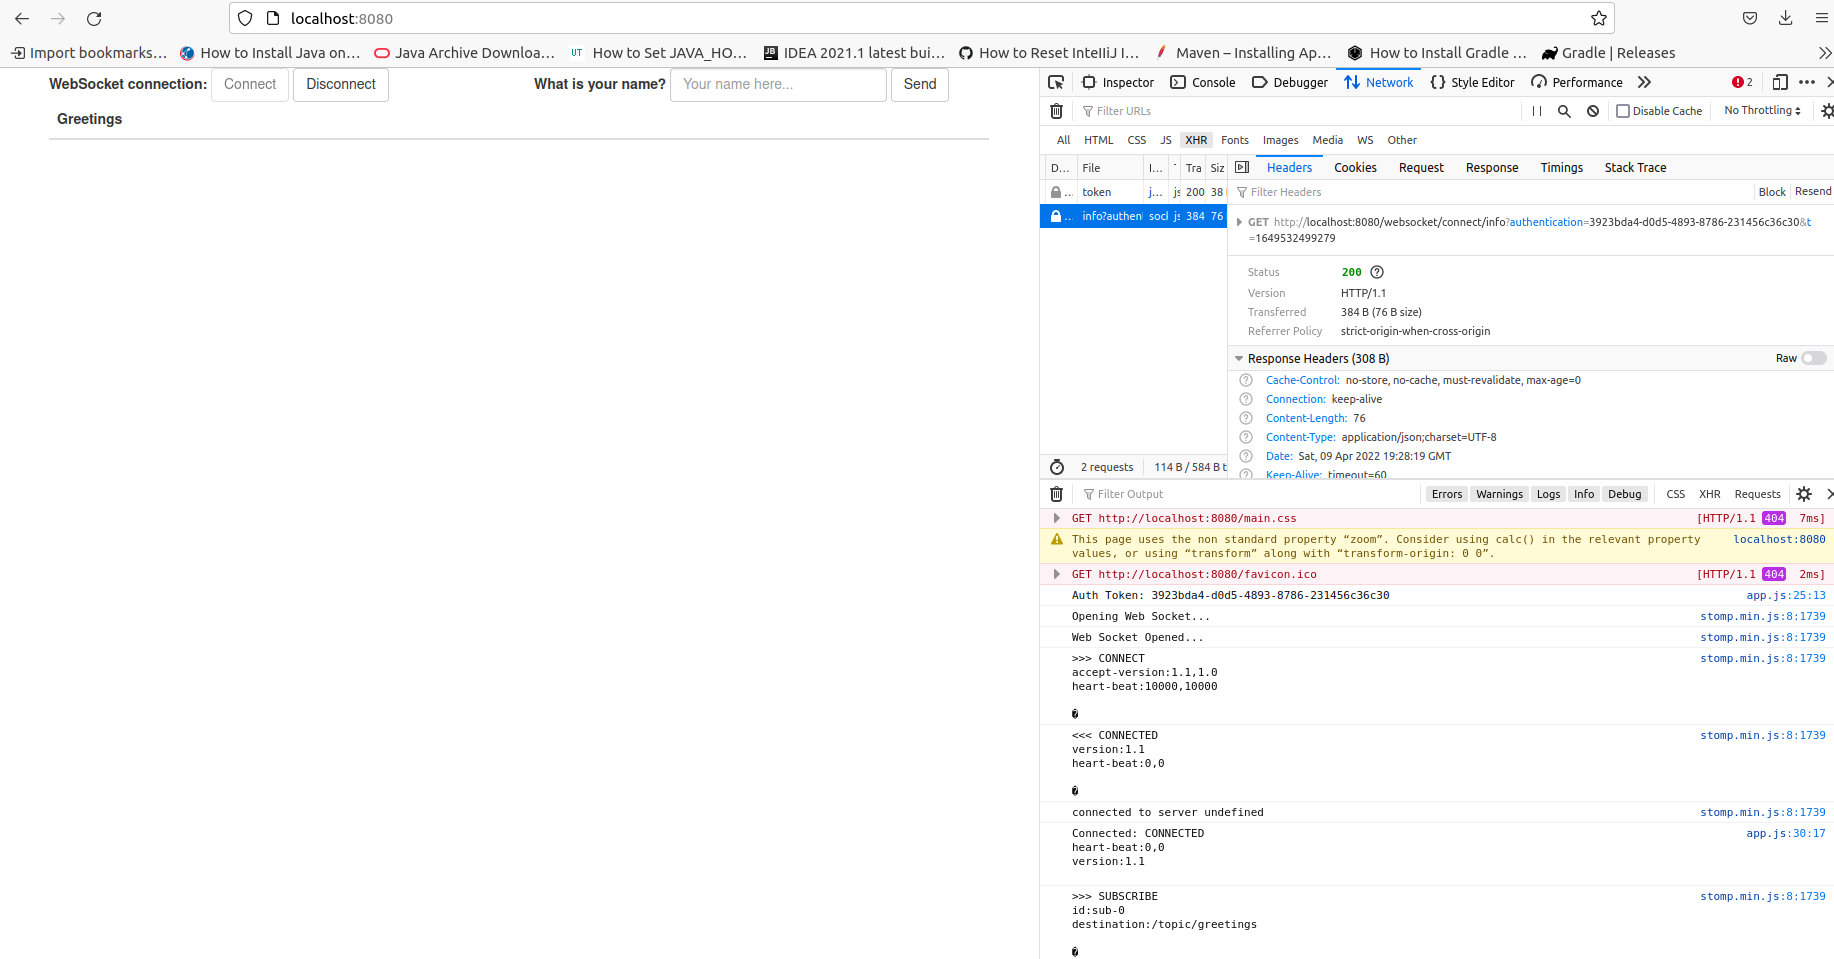 localhost:8080
Import bookmarks… How to Install Java on… Java Archive Downloa… UT How to Set JAVA_HO… IDEA 2021.1 latest bui… How to Reset IntellliJ I… Maven – Installing Ap… How to Install Gradle … Gradle | Releases
WebSocket connection: Connect Disconnect What is your name? Your name here... Send
Greetings
Inspector Console Debugger Network Style Editor Performance 2
Filter URLs Disable Cache No Throttling
All HTML CSS JS XHR Fonts Images Media WS Other
D… File I… Tra Siz Headers Cookies Request Response Timings Stack Trace
token j… js 200 38 Filter Headers Block Resend
info?authent sock js 384 76
GET http://localhost:8080/websocket/connect/info?authentication=3923bda4-d0d5-4893-8786-231456c36c30&t
=1649532499279
Status 200
Version HTTP/1.1
Transferred 384 B (76 B size)
Referrer Policy strict-origin-when-cross-origin
Response Headers (308 B) Raw
Cache-Control: no-store, no-cache, must-revalidate, max-age=0
Connection: keep-alive
Content-Length: 76
Content-Type: application/json;charset=UTF-8
Date: Sat, 09 Apr 2022 19:28:19 GMT
Keep-Alive: timeout=60
2 requests 114 B / 584 B t
Filter Output Errors Warnings Logs Info Debug CSS XHR Requests
GET http://localhost:8080/main.css [HTTP/1.1 404 7ms]
This page uses the non standard property “zoom”. Consider using calc() in the relevant property localhost:8080
values, or using “transform” along with “transform-origin: 0 0”.
GET http://localhost:8080/favicon.ico [HTTP/1.1 404 2ms]
Auth Token: 3923bda4-d0d5-4893-8786-231456c36c30 app.js:25:13
Opening Web Socket... stomp.min.js:8:1739
Web Socket Opened... stomp.min.js:8:1739
>>> CONNECT stomp.min.js:8:1739
accept-version:1.1,1.0
heart-beat:10000,10000
�
<<< CONNECTED stomp.min.js:8:1739
version:1.1
heart-beat:0,0
�
connected to server undefined stomp.min.js:8:1739
Connected: CONNECTED app.js:30:17
heart-beat:0,0
version:1.1
>>> SUBSCRIBE stomp.min.js:8:1739
id:sub-0
destination:/topic/greetings
�